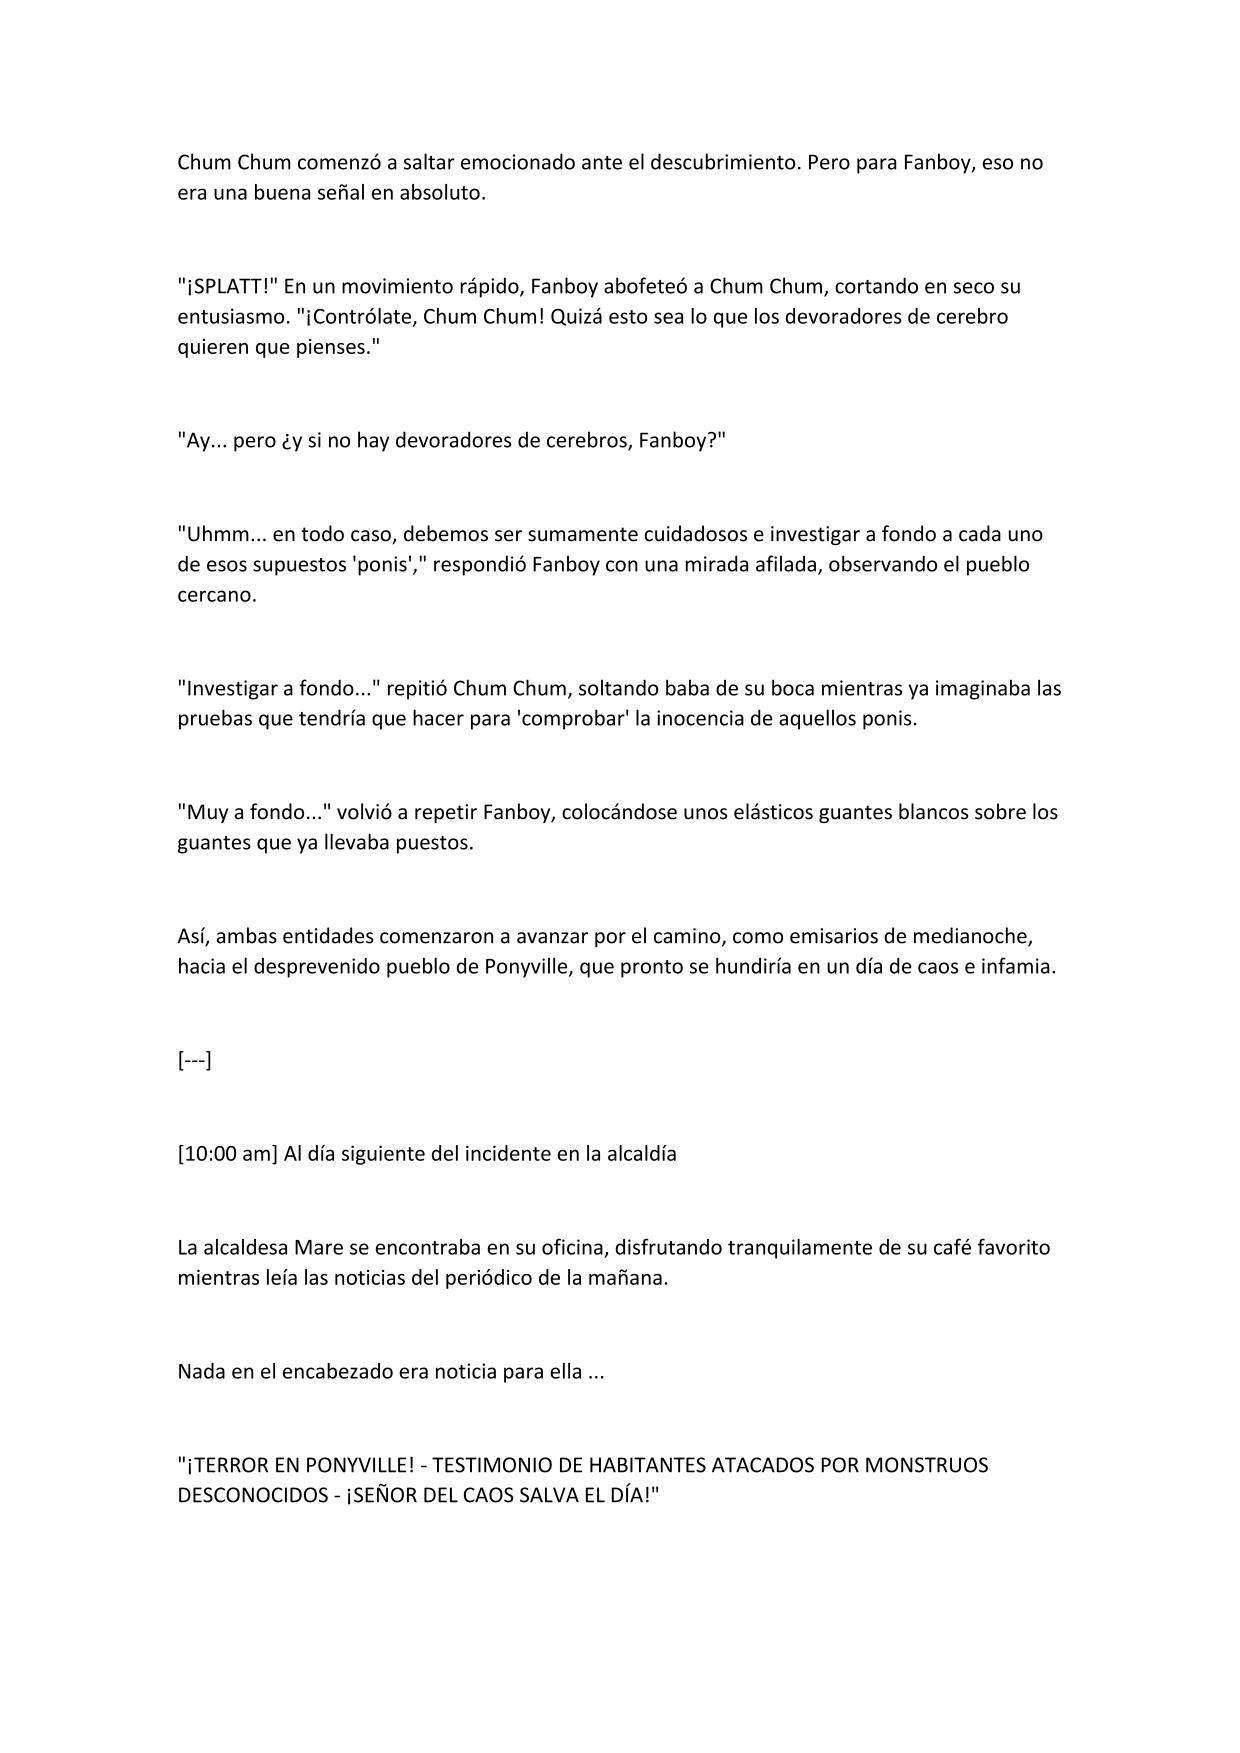 Chum Chum comenzó a saltar emocionado ante el descubrimiento. Pero para Fanboy, eso no
era una buena señal en absoluto.
"¡SPLATT!" En un movimiento rápido, Fanboy abofeteó a Chum Chum, cortando en seco su
entusiasmo. "¡Contrólate, Chum Chum! Quizá esto sea lo que los devoradores de cerebro
quieren que pienses."
"Ay... pero ¿y si no hay devoradores de cerebros, Fanboy?"
"Uhmm... en todo caso, debemos ser sumamente cuidadosos e investigar a fondo a cada uno
de esos supuestos 'ponis'," respondió Fanboy con una mirada afilada, observando el pueblo
cercano.
"Investigar a fondo..." repitió Chum Chum, soltando baba de su boca mientras ya imaginaba las
pruebas que tendría que hacer para 'comprobar' la inocencia de aquellos ponis.
"Muy a fondo..." volvió a repetir Fanboy, colocándose unos elásticos guantes blancos sobre los
guantes que ya llevaba puestos.
Así, ambas entidades comenzaron a avanzar por el camino, como emisarios de medianoche,
hacia el desprevenido pueblo de Ponyville, que pronto se hundiría en un día de caos e infamia.
[---]
[10:00 am] Al día siguiente del incidente en la alcaldía
La alcaldesa Mare se encontraba en su oficina, disfrutando tranquilamente de su café favorito
mientras leía las noticias del periódico de la mañana.
Nada en el encabezado era noticia para ella ...
"¡TERROR EN PONYVILLE! - TESTIMONIO DE HABITANTES ATACADOS POR MONSTRUOS
DESCONOCIDOS - ¡SEÑOR DEL CAOS SALVA EL DÍA!"